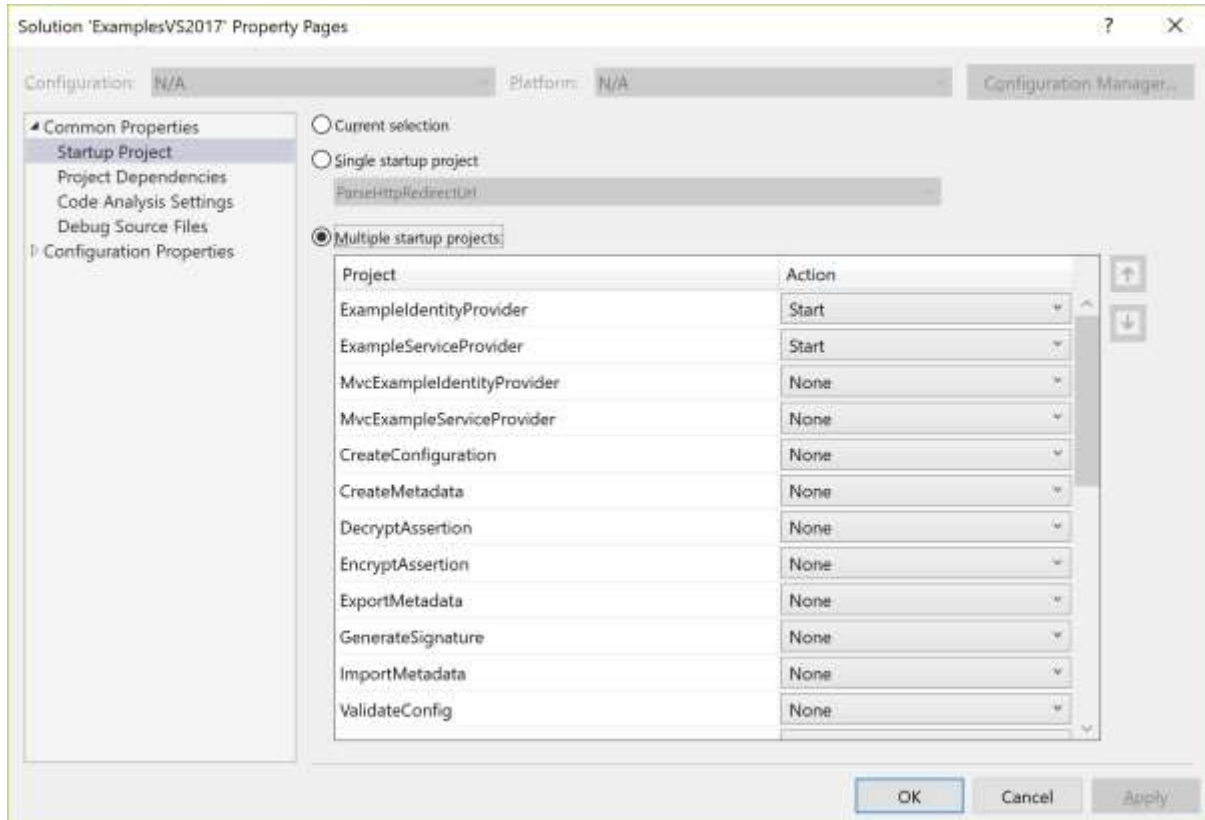 Solution 'ExamplesVS2017' Property Pages ?
Configuration: N/A Platform: N/A Configuration Manager...
Common Properties
Startup Project
Project Dependencies
Code Analysis Settings
Debug Source Files
Configuration Properties
Current selection
Single startup project
ParseHttpRedirectUrl
Multiple startup projects:
Project Action
ExampleIdentityProvider Start
ExampleServiceProvider Start
MvcExampleIdentityProvider None
MvcExampleServiceProvider None
CreateConfiguration None
CreateMetadata None
DecryptAssertion None
EncryptAssertion None
ExportMetadata None
GenerateSignature None
ImportMetadata None
ValidateConfig None
OK Cancel Apply